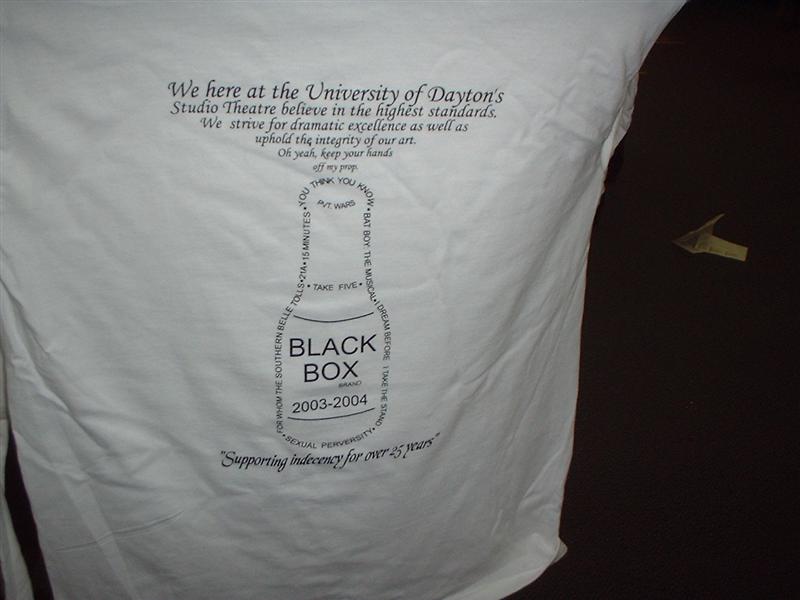 We here at the University of Dayton's
Studio Theatre believe in the highest standards.
We strive for dramatic excellence as well as
uphold the integrity of our art.
Oh yeah, keep your hands
off my prop.
FOR WHOM THE SOUTHERN BELLE TOLLS • 21A • 15 MINUTES • YOU THINK YOU KNOW • BAT BOY: THE MUSICAL • I DREAM BEFORE I TAKE THE STAND • SEXUAL PERVERSITY •
PVT. WARS
• TAKE FIVE •
BLACK
BOX
BRAND
2003-2004
"Supporting indecency for over 25 years"